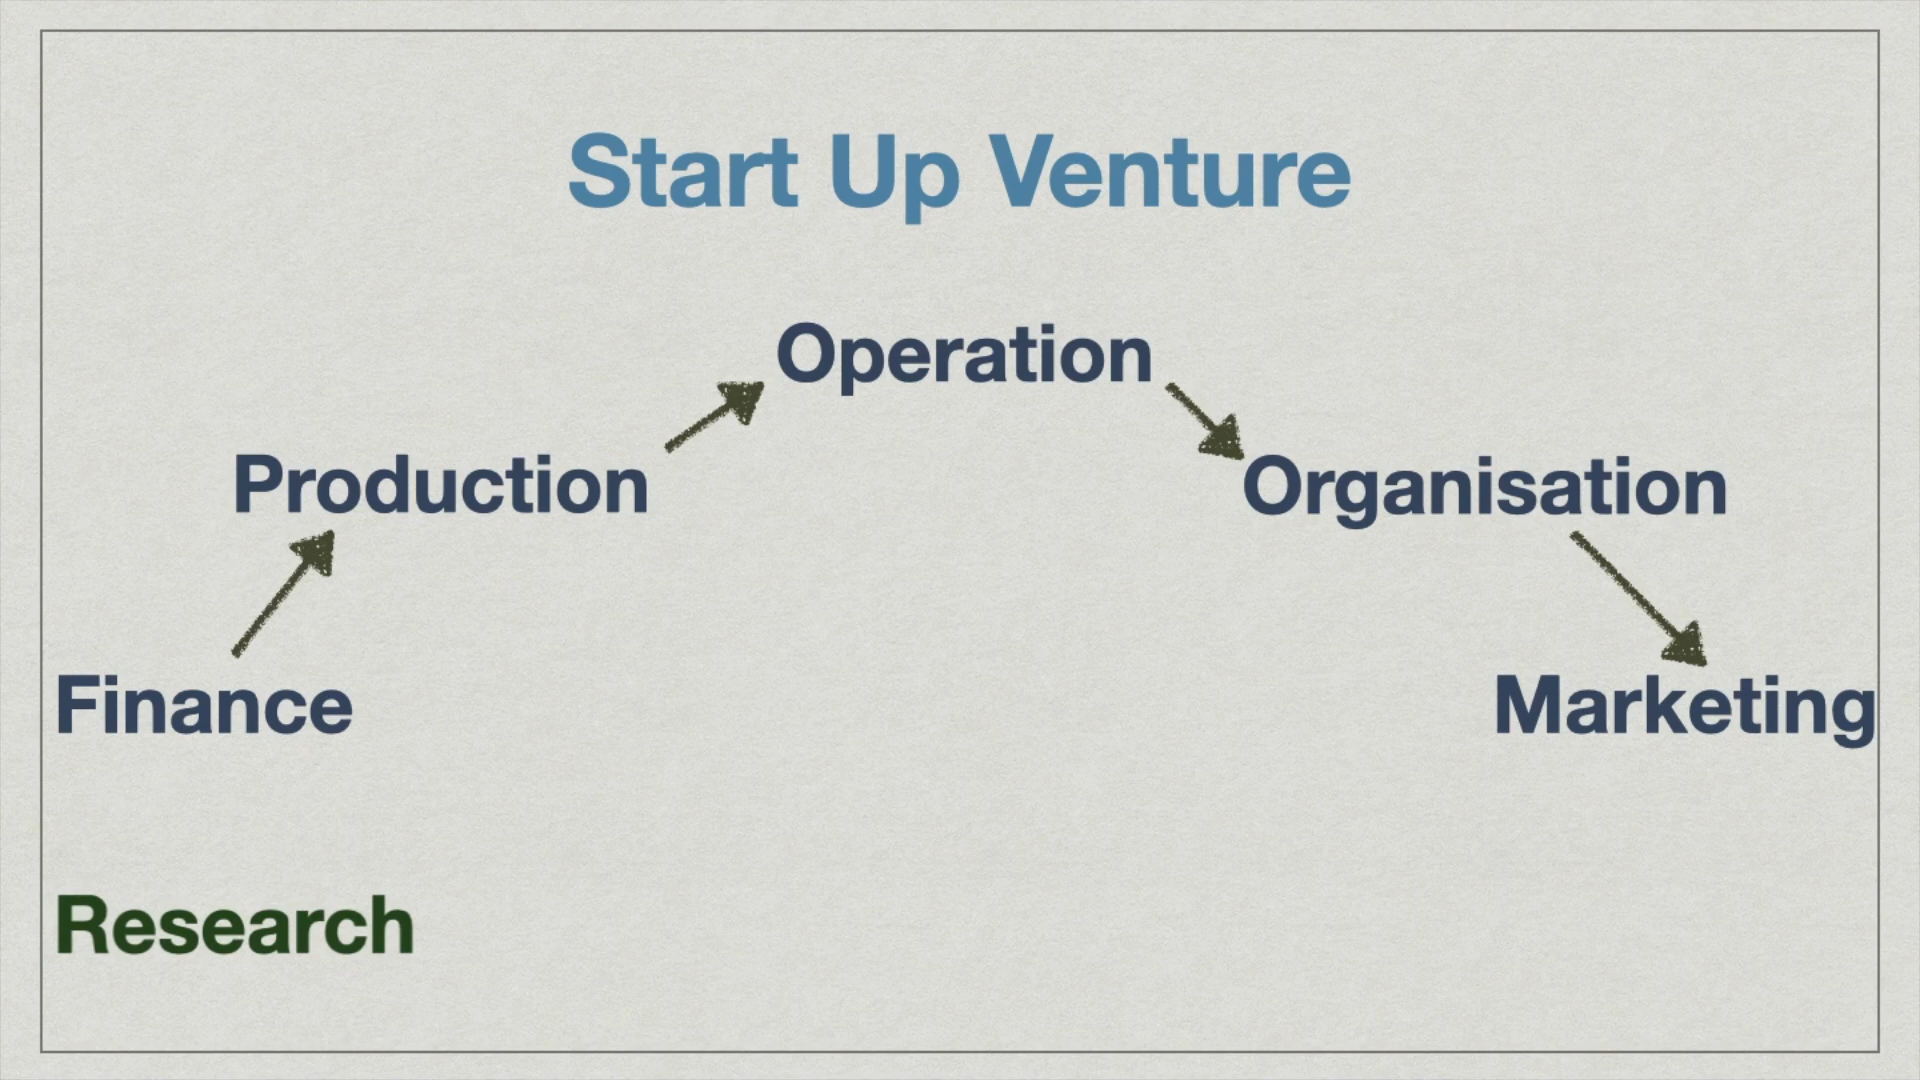 Start Up Venture
Operation
Production
Organisation
Finance
Marketing
Research